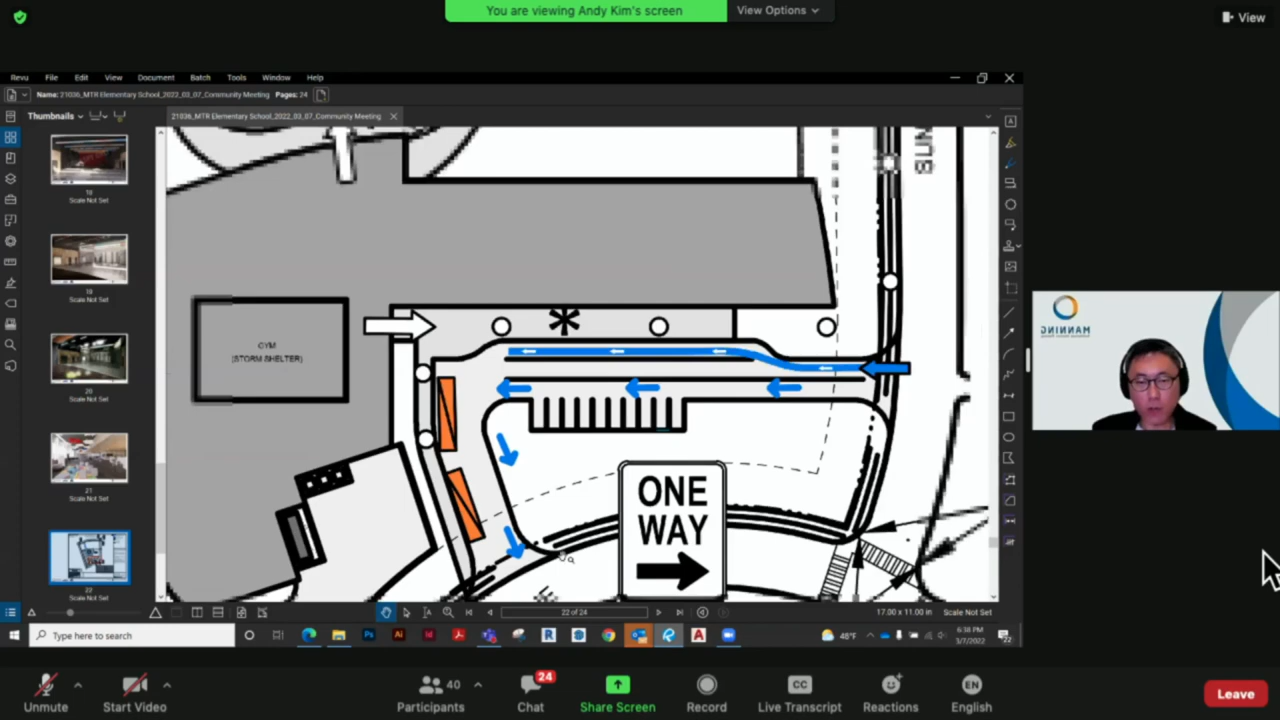 You are viewing Andy Kim's screen
View Options
View
Revu File Edit View Document Batch Tools Window Help
Name: 21036_MTR Elementary School_2022_03_07_Community Meeting Pages: 24
Thumbnails
21036_MTR Elementary School_2022_03_07_Community Meeting
18
Scale Not Set
19
Scale Not Set
20
Scale Not Set
21
Scale Not Set
22
Scale Not Set
GYM
(STORM SHELTER)
ONE
WAY
MANNING
22 of 24
17.00 x 11.00 in
Scale Not Set
Type here to search
48°F
6:38 PM
3/7/2022
22
Unmute
Start Video
40
Participants
24
Chat
Share Screen
Record
CC
Live Transcript
Reactions
EN
English
Leave